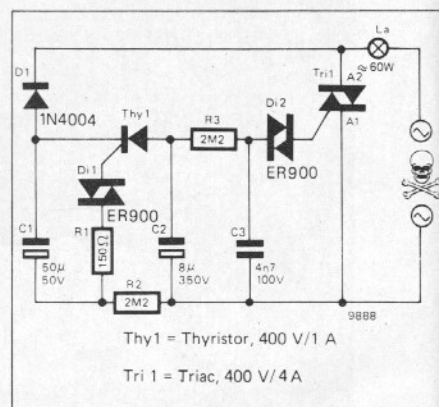 La
D1
A2
≈ 60W
Tri1
1N4004
Thy1
R3
Di2
2M2
A1
Di1
ER900
ER900
C1
R1
150Ω
C2
C3
50µ
50V
R2
8µ
350V
4n7
100V
2M2
9888
Thy1 = Thyristor, 400 V/1 A
Tri 1 = Triac, 400 V/4 A